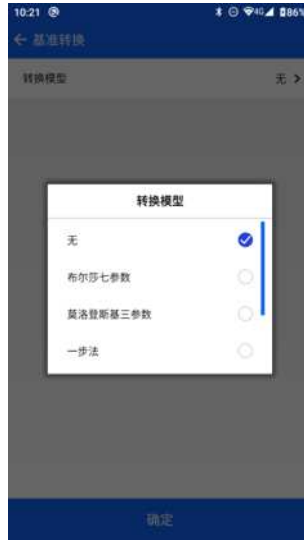 10:21
4G 86%
← 基准转换
转换模型
无 >
转换模型
无
布尔莎七参数
莫洛登斯基三参数
一步法
确定